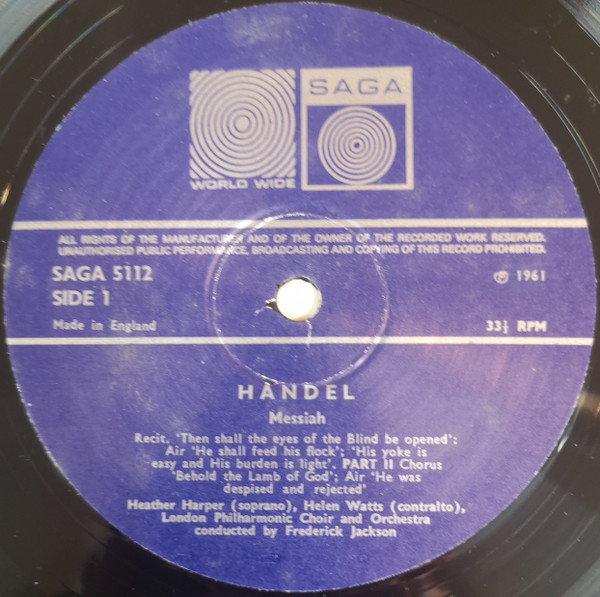 SAGA
WORLD WIDE
ALL RIGHTS OF THE MANUFACTURER AND OF THE OWNER OF THE RECORDED WORK RESERVED.
UNAUTHORISED PUBLIC PERFORMANCE, BROADCASTING AND COPYING OF THIS RECORD PROHIBITED.
SAGA 5112
℗ 1961
SIDE 1
Made in England
33⅓ RPM
HANDEL
Messiah
Recit. 'Then shall the eyes of the Blind be opened';
Air 'He shall feed his flock'; 'His yoke is
easy and His burden is light'. PART II Chorus
'Behold the Lamb of God'; Air 'He was
despised and rejected'
Heather Harper (soprano), Helen Watts (contralto),
London Philharmonic Choir and Orchestra
conducted by Frederick Jackson